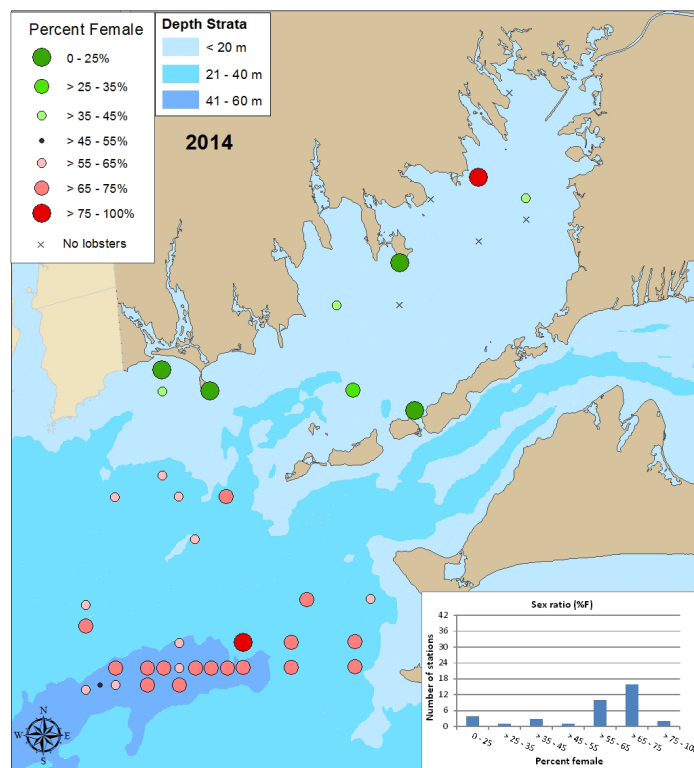 Percent Female
0 - 25%
> 25 - 35%
> 35 - 45%
> 45 - 55%
> 55 - 65%
> 65 - 75%
> 75 - 100%
No lobsters
Depth Strata
< 20 m
21 - 40 m
41 - 60 m
2014
N
W
E
S
Sex ratio (%F)
Number of stations
42
36
30
24
18
12
6
0
0 - 25
> 25 - 35
> 35 - 45
> 45 - 55
> 55 - 65
> 65 - 75
> 75 - 100
Percent female